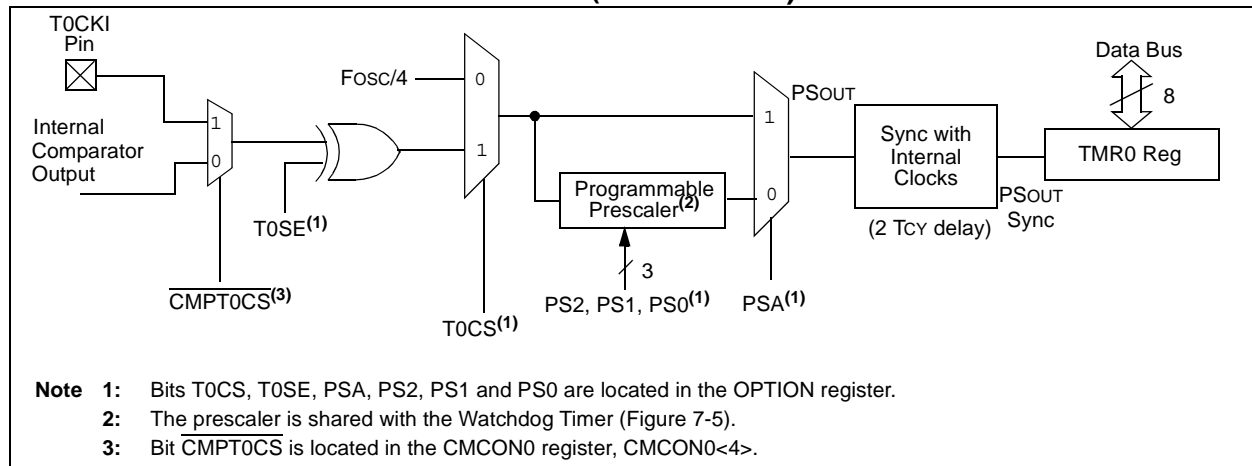 T0CKI
Pin
Internal
Comparator
Output
1
0
CMPT0CS(3)
T0SE(1)
FOSC/4
0
1
T0CS(1)
Programmable
Prescaler(2)
3
PS2, PS1, PS0(1)
1
0
PSA(1)
PSOUT
Sync with
Internal
Clocks
(2 TCY delay)
PSOUT
Sync
Data Bus
8
TMR0 Reg
Note 1: Bits T0CS, T0SE, PSA, PS2, PS1 and PS0 are located in the OPTION register.
2: The prescaler is shared with the Watchdog Timer (Figure 7-5).
3: Bit CMPT0CS is located in the CMCON0 register, CMCON0<4>.